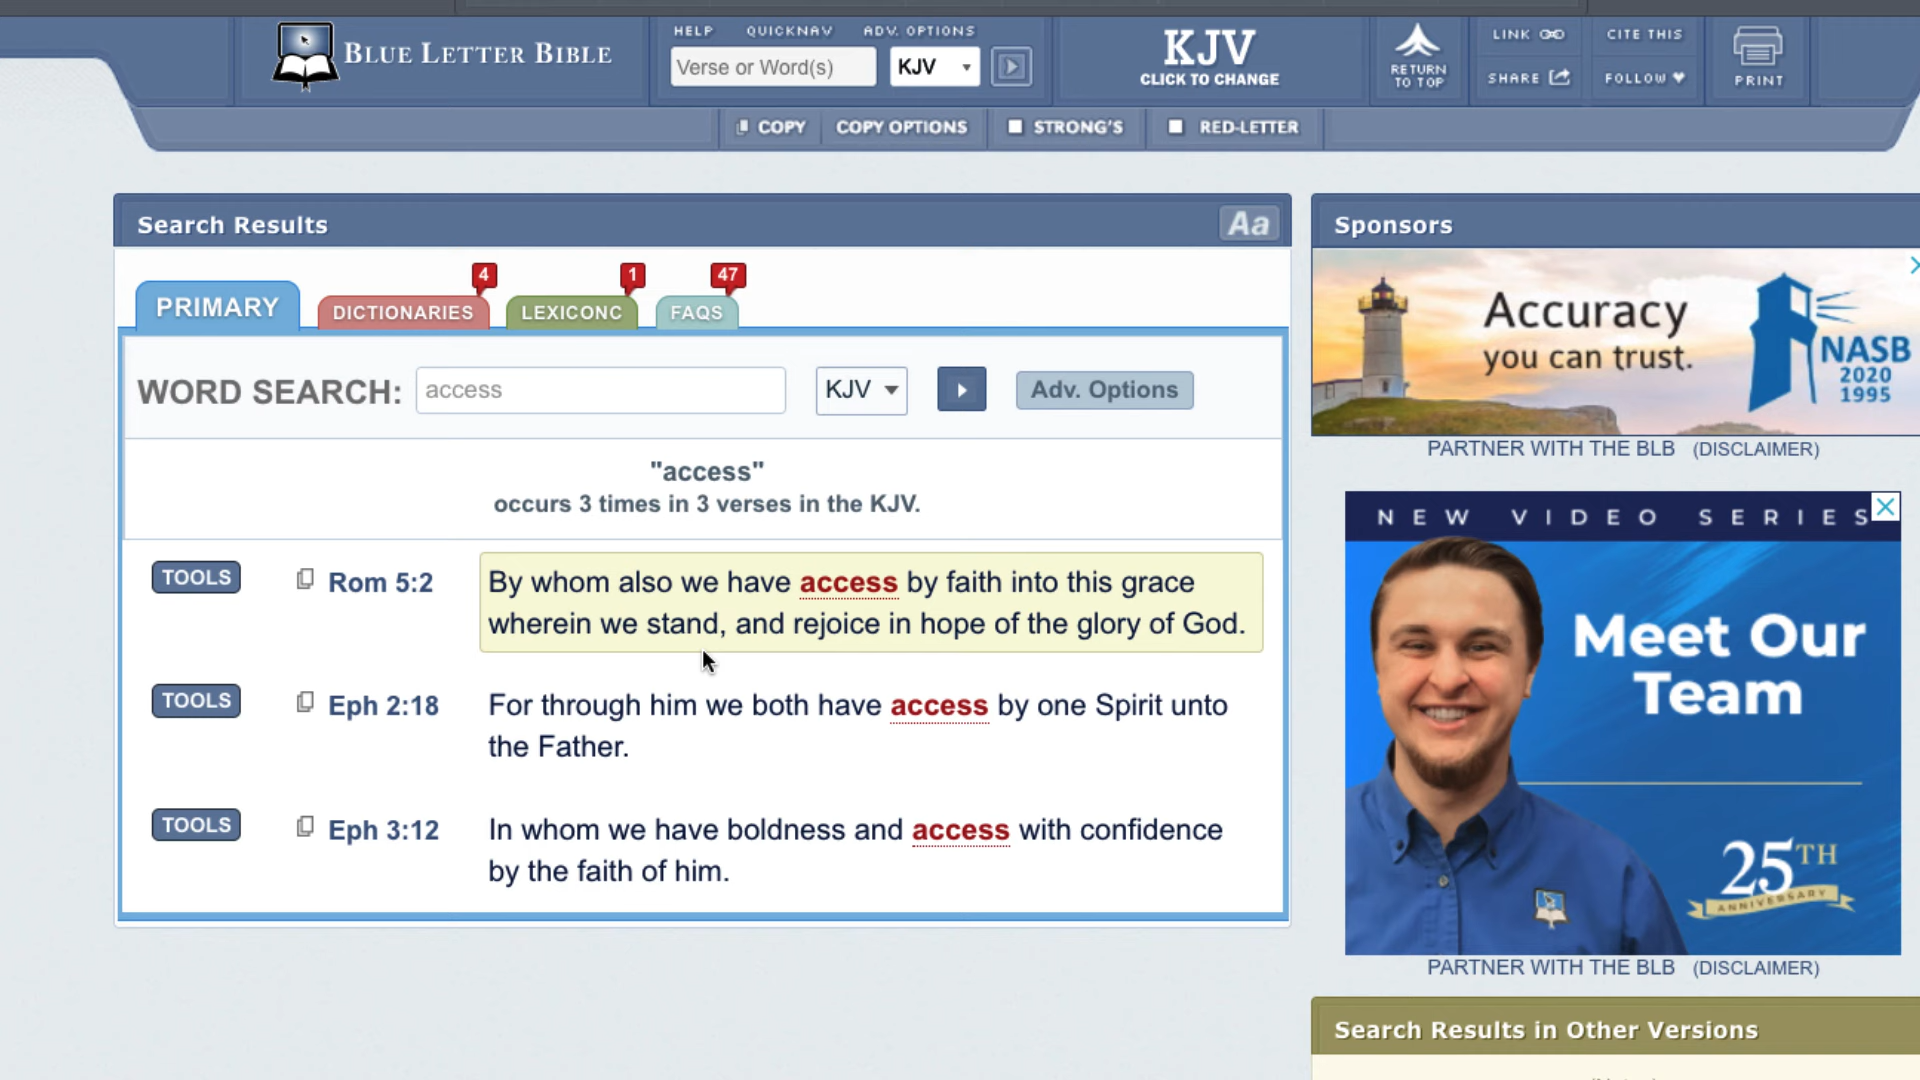 BLUE LETTER BIBLE
HELP QUICKNAV ADV. OPTIONS
Verse or Word(s) KJV
KJV
CLICK TO CHANGE
RETURN
TO TOP
LINK
SHARE
CITE THIS
FOLLOW
PRINT
COPY COPY OPTIONS STRONG'S RED-LETTER
Search Results Aa
4 1 47
PRIMARY DICTIONARIES LEXICONC FAQS
WORD SEARCH: access KJV Adv. Options
"access"
occurs 3 times in 3 verses in the KJV.
TOOLS Rom 5:2 By whom also we have access by faith into this grace
wherein we stand, and rejoice in hope of the glory of God.
TOOLS Eph 2:18 For through him we both have access by one Spirit unto
the Father.
TOOLS Eph 3:12 In whom we have boldness and access with confidence
by the faith of him.
Sponsors
Accuracy
you can trust.
NASB
2020
1995
PARTNER WITH THE BLB (DISCLAIMER)
NEW VIDEO SERIES
Meet Our
Team
25TH
ANNIVERSARY
PARTNER WITH THE BLB (DISCLAIMER)
Search Results in Other Versions